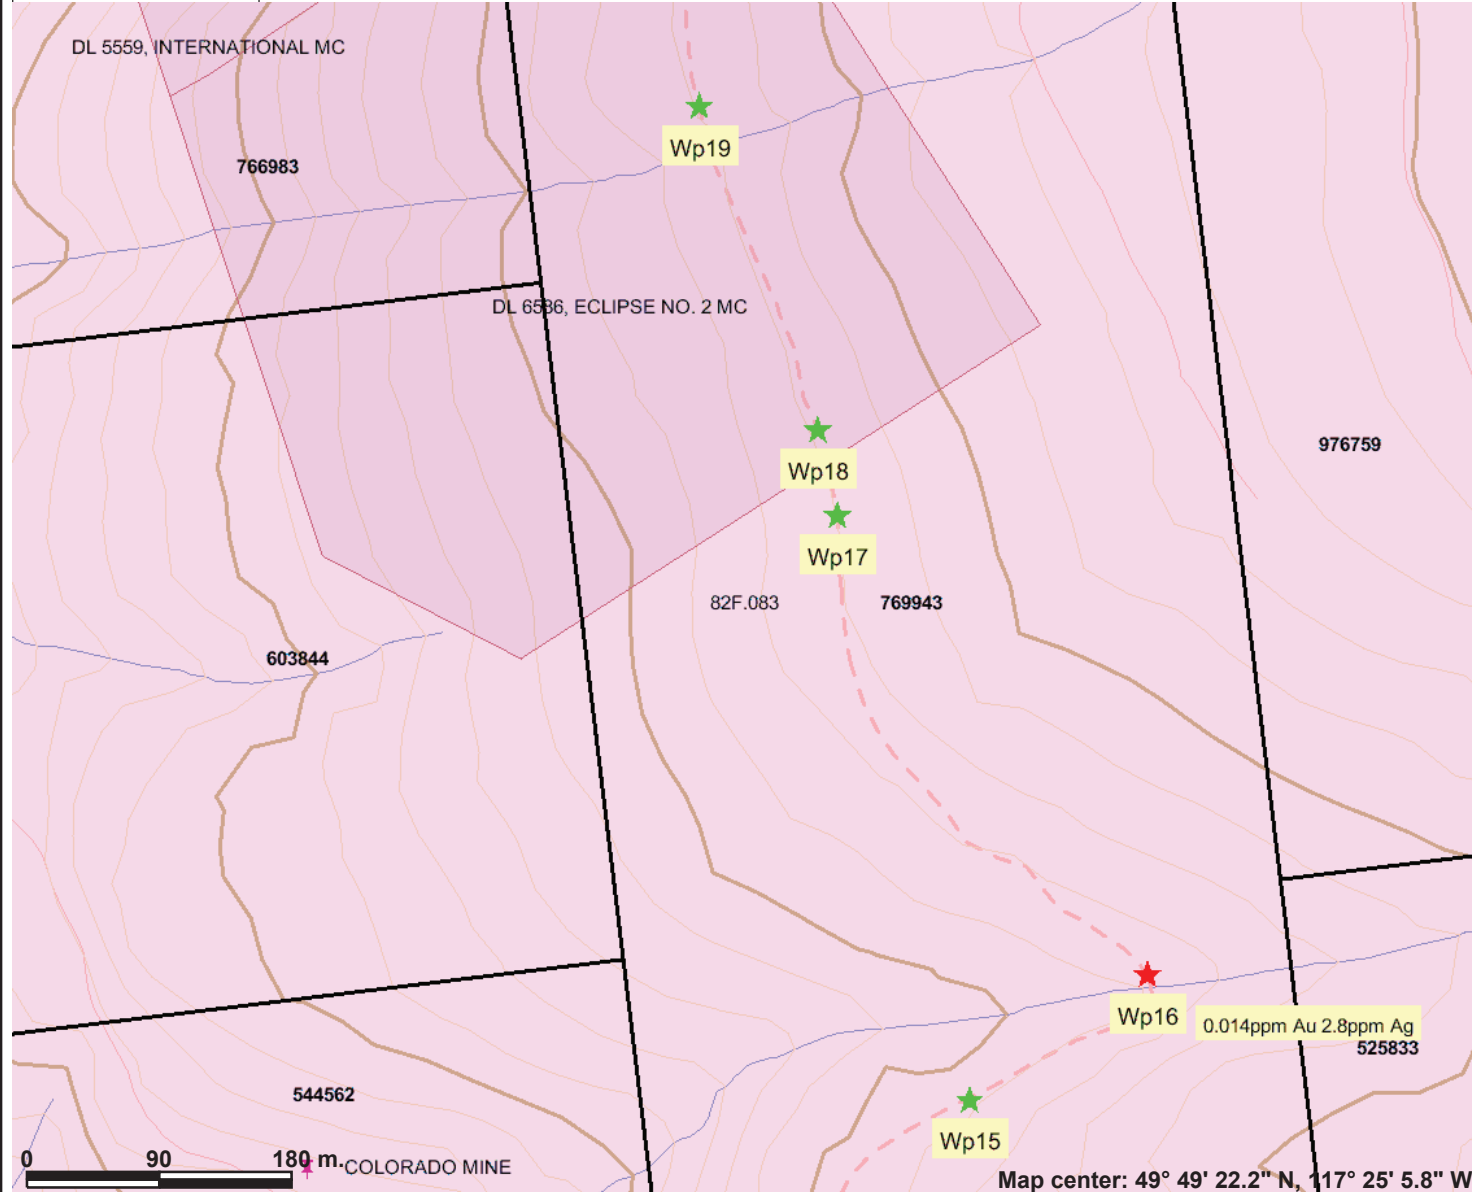 DL 5559, INTERNATIONAL MC
Wp19
766983
DL 6586, ECLIPSE NO. 2 MC
976759
Wp18
Wp17
82F.083
769943
603844
Wp16
0.014ppm Au 2.8ppm Ag
525833
544562
Wp15
0 90 180 m.
COLORADO MINE
Map center: 49° 49' 22.2" N, 117° 25' 5.8" W